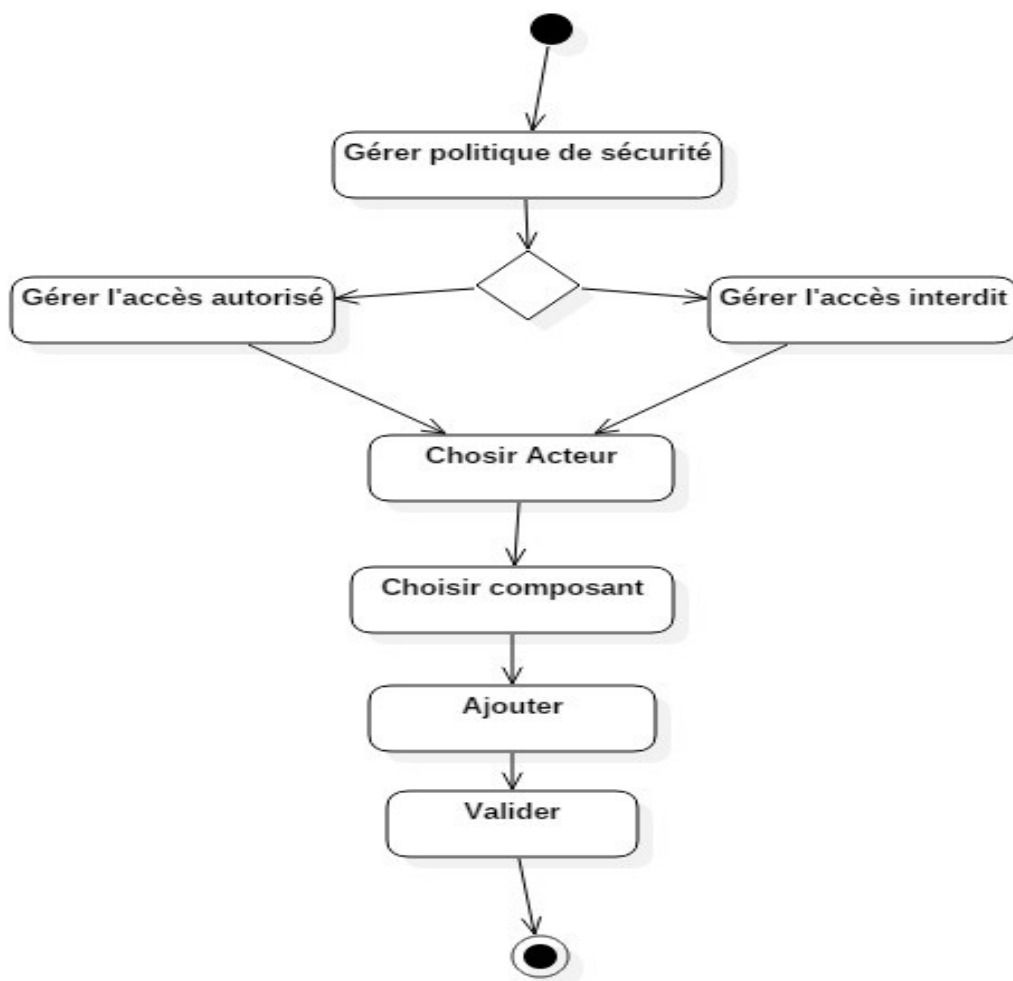 Gérer politique de sécurité
Gérer l'accès autorisé
Gérer l'accès interdit
Chosir Acteur
Choisir composant
Ajouter
Valider